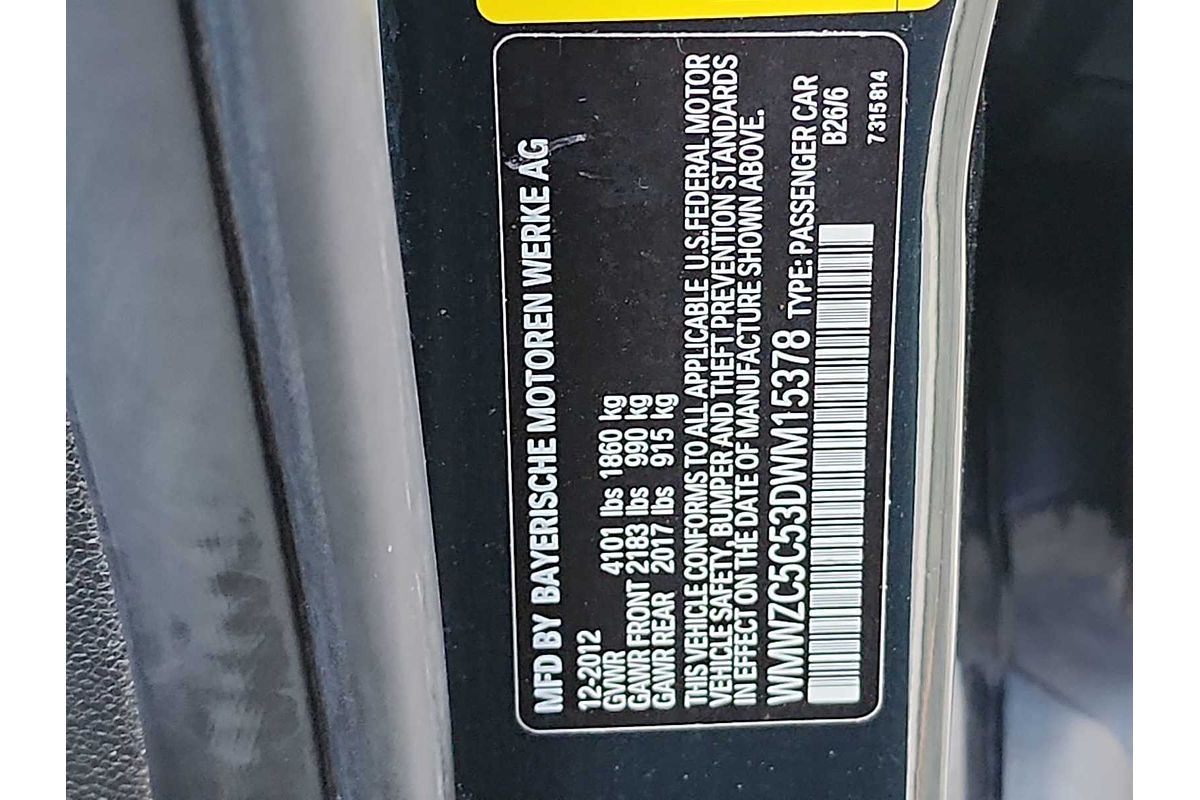 MFD BY BAYERISCHE MOTOREN WERKE AG
12-2012
GVWR 4101 lbs 1860 kg
GAWR FRONT 2183 lbs 990 kg
GAWR REAR 2017 lbs 915 kg
THIS VEHICLE CONFORMS TO ALL APPLICABLE U.S.FEDERAL MOTOR
VEHICLE SAFETY, BUMPER AND THEFT PREVENTION STANDARDS
IN EFFECT ON THE DATE OF MANUFACTURE SHOWN ABOVE.
WMWZC5C53DWM15378 TYPE: PASSENGER CAR
B26/6
7315814